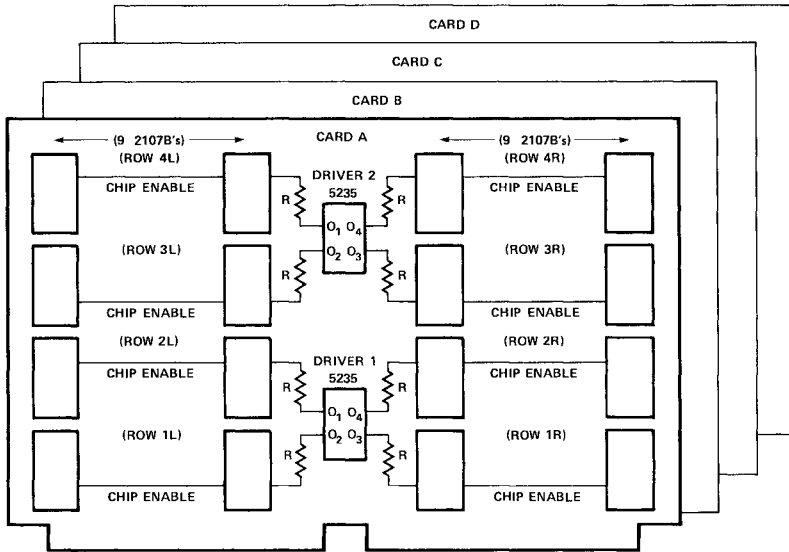 CARD D
CARD C
CARD B
CARD A
(9 2107B's)
(ROW 4L)
CHIP ENABLE
(9 2107B's)
(ROW 4R)
CHIP ENABLE
DRIVER 2
5235
R
R
O1 O4
O2 O3
R
R
(ROW 3L)
CHIP ENABLE
(ROW 3R)
CHIP ENABLE
(ROW 2L)
CHIP ENABLE
(ROW 2R)
CHIP ENABLE
DRIVER 1
5235
R
R
O1 O4
O2 O3
R
R
(ROW 1L)
CHIP ENABLE
(ROW 1R)
CHIP ENABLE